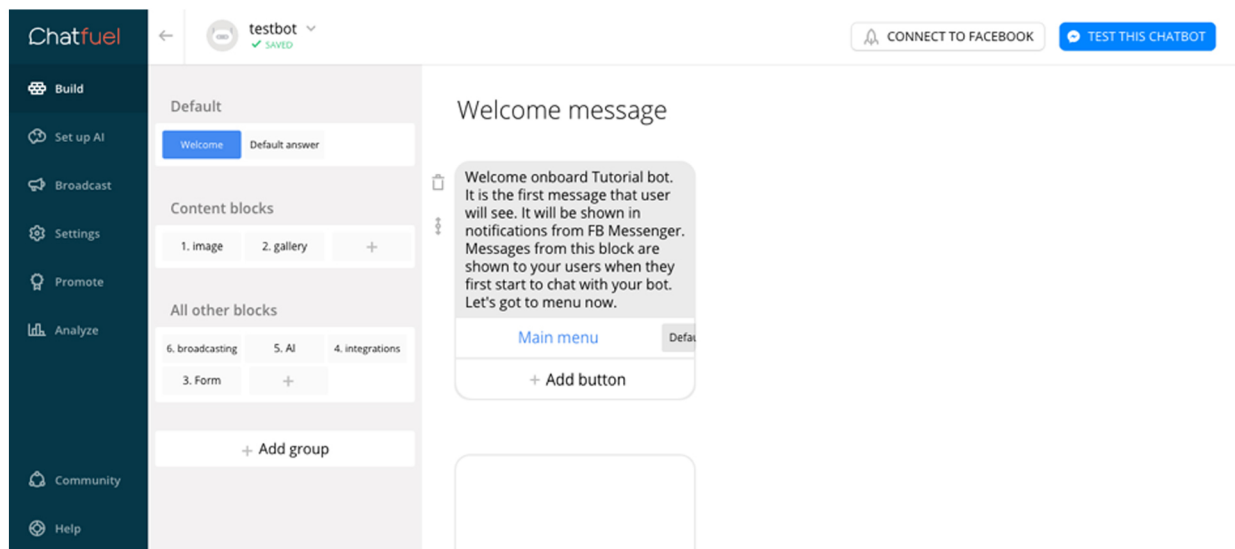 Chatfuel
testbot
SAVED
CONNECT TO FACEBOOK
TEST THIS CHATBOT
Build
Set up AI
Broadcast
Settings
Promote
Analyze
Community
Help
Default
Welcome
Default answer
Content blocks
1. image
2. gallery
+
All other blocks
6. broadcasting
5. AI
4. integrations
3. Form
+
+ Add group
Welcome message
Welcome onboard Tutorial bot.
It is the first message that user
will see. It will be shown in
notifications from FB Messenger.
Messages from this block are
shown to your users when they
first start to chat with your bot.
Let's got to menu now.
Main menu
Defau
+ Add button